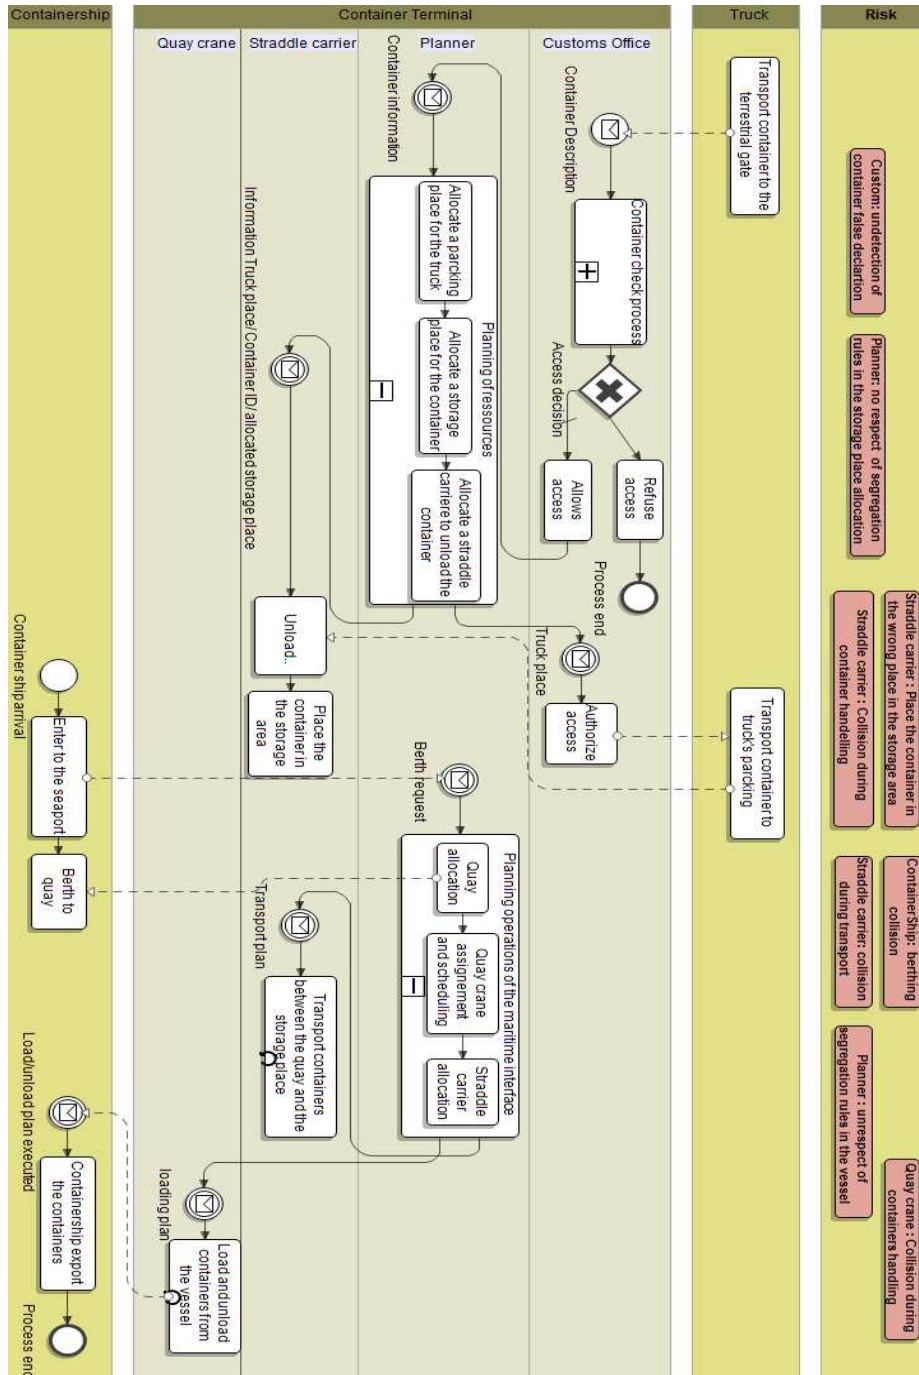 Containership
Container Terminal
Truck
Risk
Quay crane
Straddle carrier
Planner
Customs Office
Transport container to the
terrestrial gate
Container Description
Container check process
Access decision
Refuse
access
Allows
access
Process end
Container information
Planning of ressources
Allocate a parcking
place for the truck
Allocate a storage
place for the container
Allocate a straddle
carriere to unload the
container
Information Truck place/ Container ID/ allocated storage place
Unload..
Place the
container in
the storage
area
Truck place
Authorize
access
Transport container to
truck's parcking
Container ship arrival
Enter to the seaport
Berth to
quay
Berth request
Planning operations of the maritime interface
Quay
allocation
Quay crane
assignement
and scheduling
Straddle
carrier
allocation
Transport plan
Transport containers
between the quay and the
storage place
loading plan
Load and unload
containers from
the vessel
Load/unload plan executed
Containership export
the containers
Process end
Custom: undetection of
container false declartion
Planner: no respect of segregation
rules in the storage place allocation
Straddle carrier : Place the container in
the wrong place in the storage area
Straddle carrier : Collision during
container handelling
ContainerShip: berthing
collision
Straddle carrier: collision
during transport
Planner : unrespect of
segregation rules in the vessel
Quay crane : Collision during
containers handling